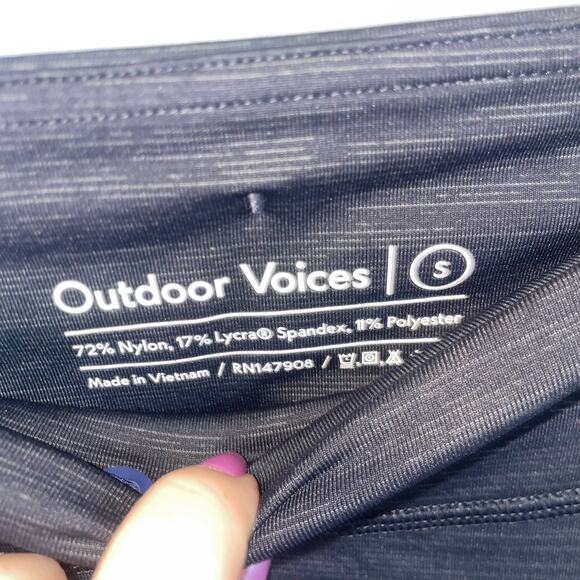 Outdoor Voices | S
72% Nylon, 17% Lycra® Spandex, 11% Polyester
Made in Vietnam / RN147908 /